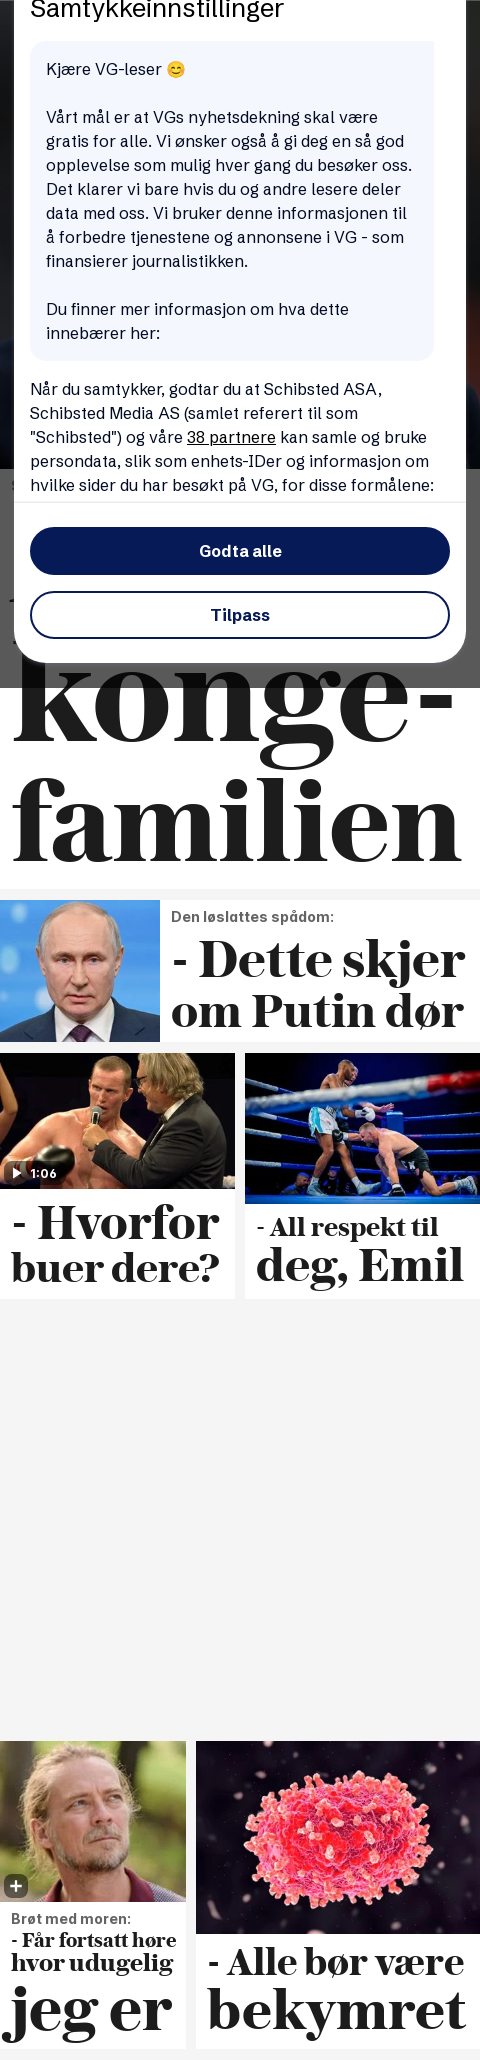 Samtykkeinnstillinger
Kjære VG-leser 😊
Vårt mål er at VGs nyhetsdekning skal være
gratis for alle. Vi ønsker også å gi deg en så god
opplevelse som mulig hver gang du besøker oss.
Det klarer vi bare hvis du og andre lesere deler
data med oss. Vi bruker denne informasjonen til
å forbedre tjenestene og annonsene i VG - som
finansierer journalistikken.
Du finner mer informasjon om hva dette
innebærer her:
Når du samtykker, godtar du at Schibsted ASA,
Schibsted Media AS (samlet referert til som
"Schibsted") og våre 38 partnere kan samle og bruke
persondata, slik som enhets-IDer og informasjon om
hvilke sider du har besøkt på VG, for disse formålene:
Godta alle
Tilpass
konge-
familien
Den løslattes spådom:
- Dette skjer
om Putin dør
1:06
- Hvorfor
buer dere?
- All respekt til
deg, Emil
Brøt med moren:
- Får fortsatt høre
hvor udugelig
jeg er
- Alle bør være
bekymret